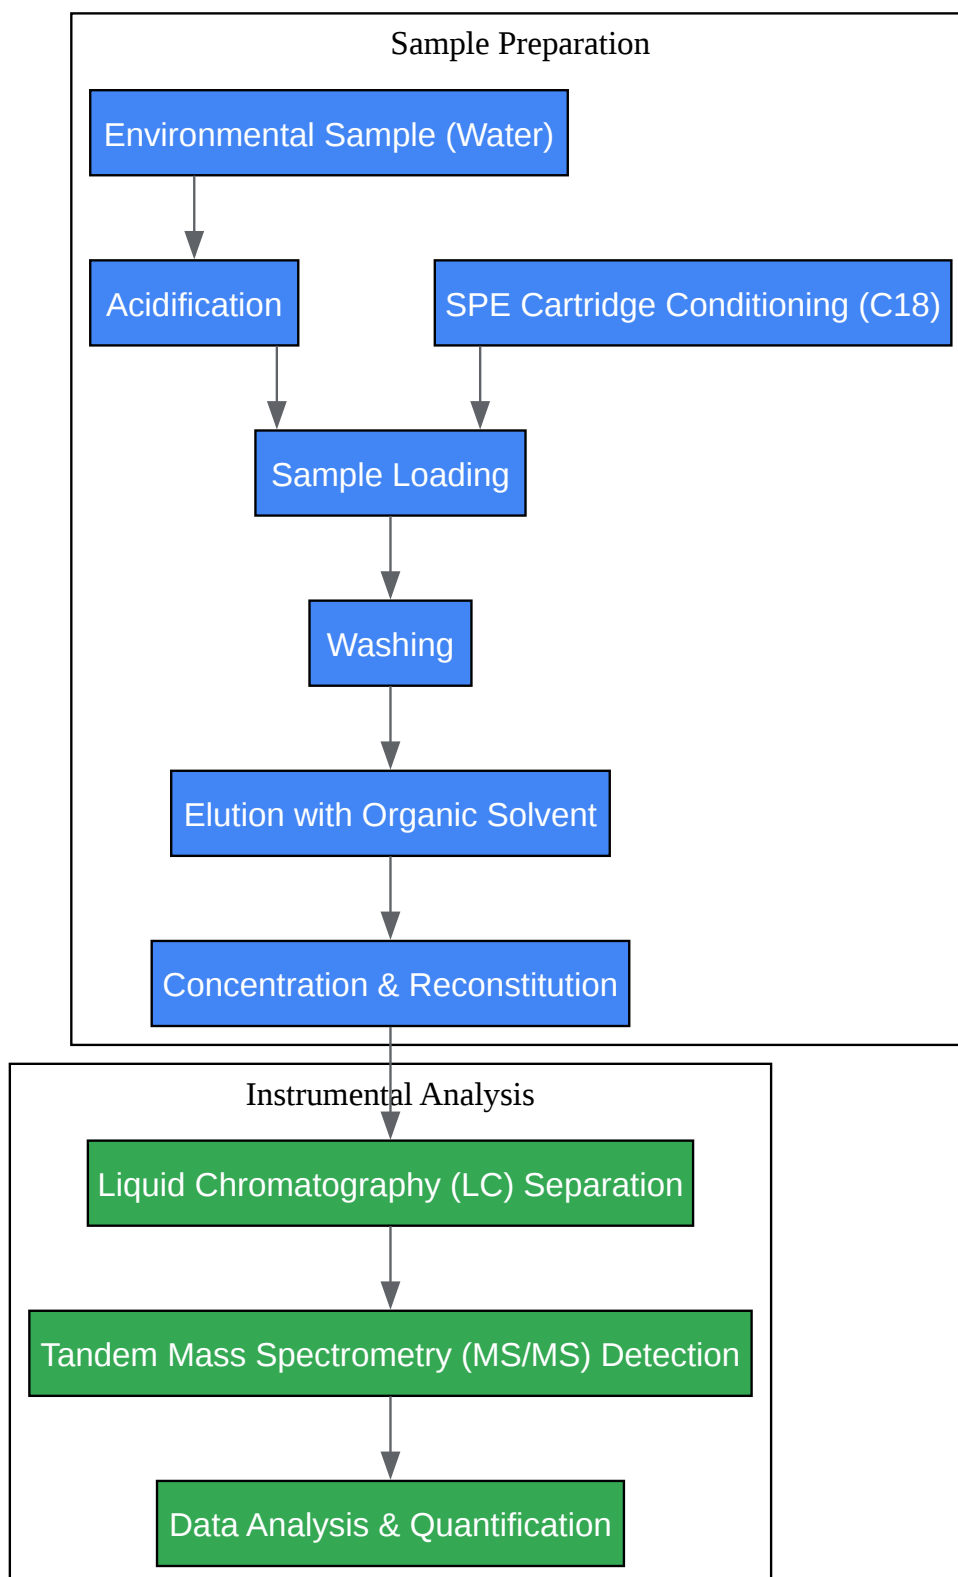 Sample Preparation
Environmental Sample (Water)
Acidification
SPE Cartridge Conditioning (C18)
Sample Loading
Washing
Elution with Organic Solvent
Concentration & Reconstitution
Instrumental Analysis
Liquid Chromatography (LC) Separation
Tandem Mass Spectrometry (MS/MS) Detection
Data Analysis & Quantification